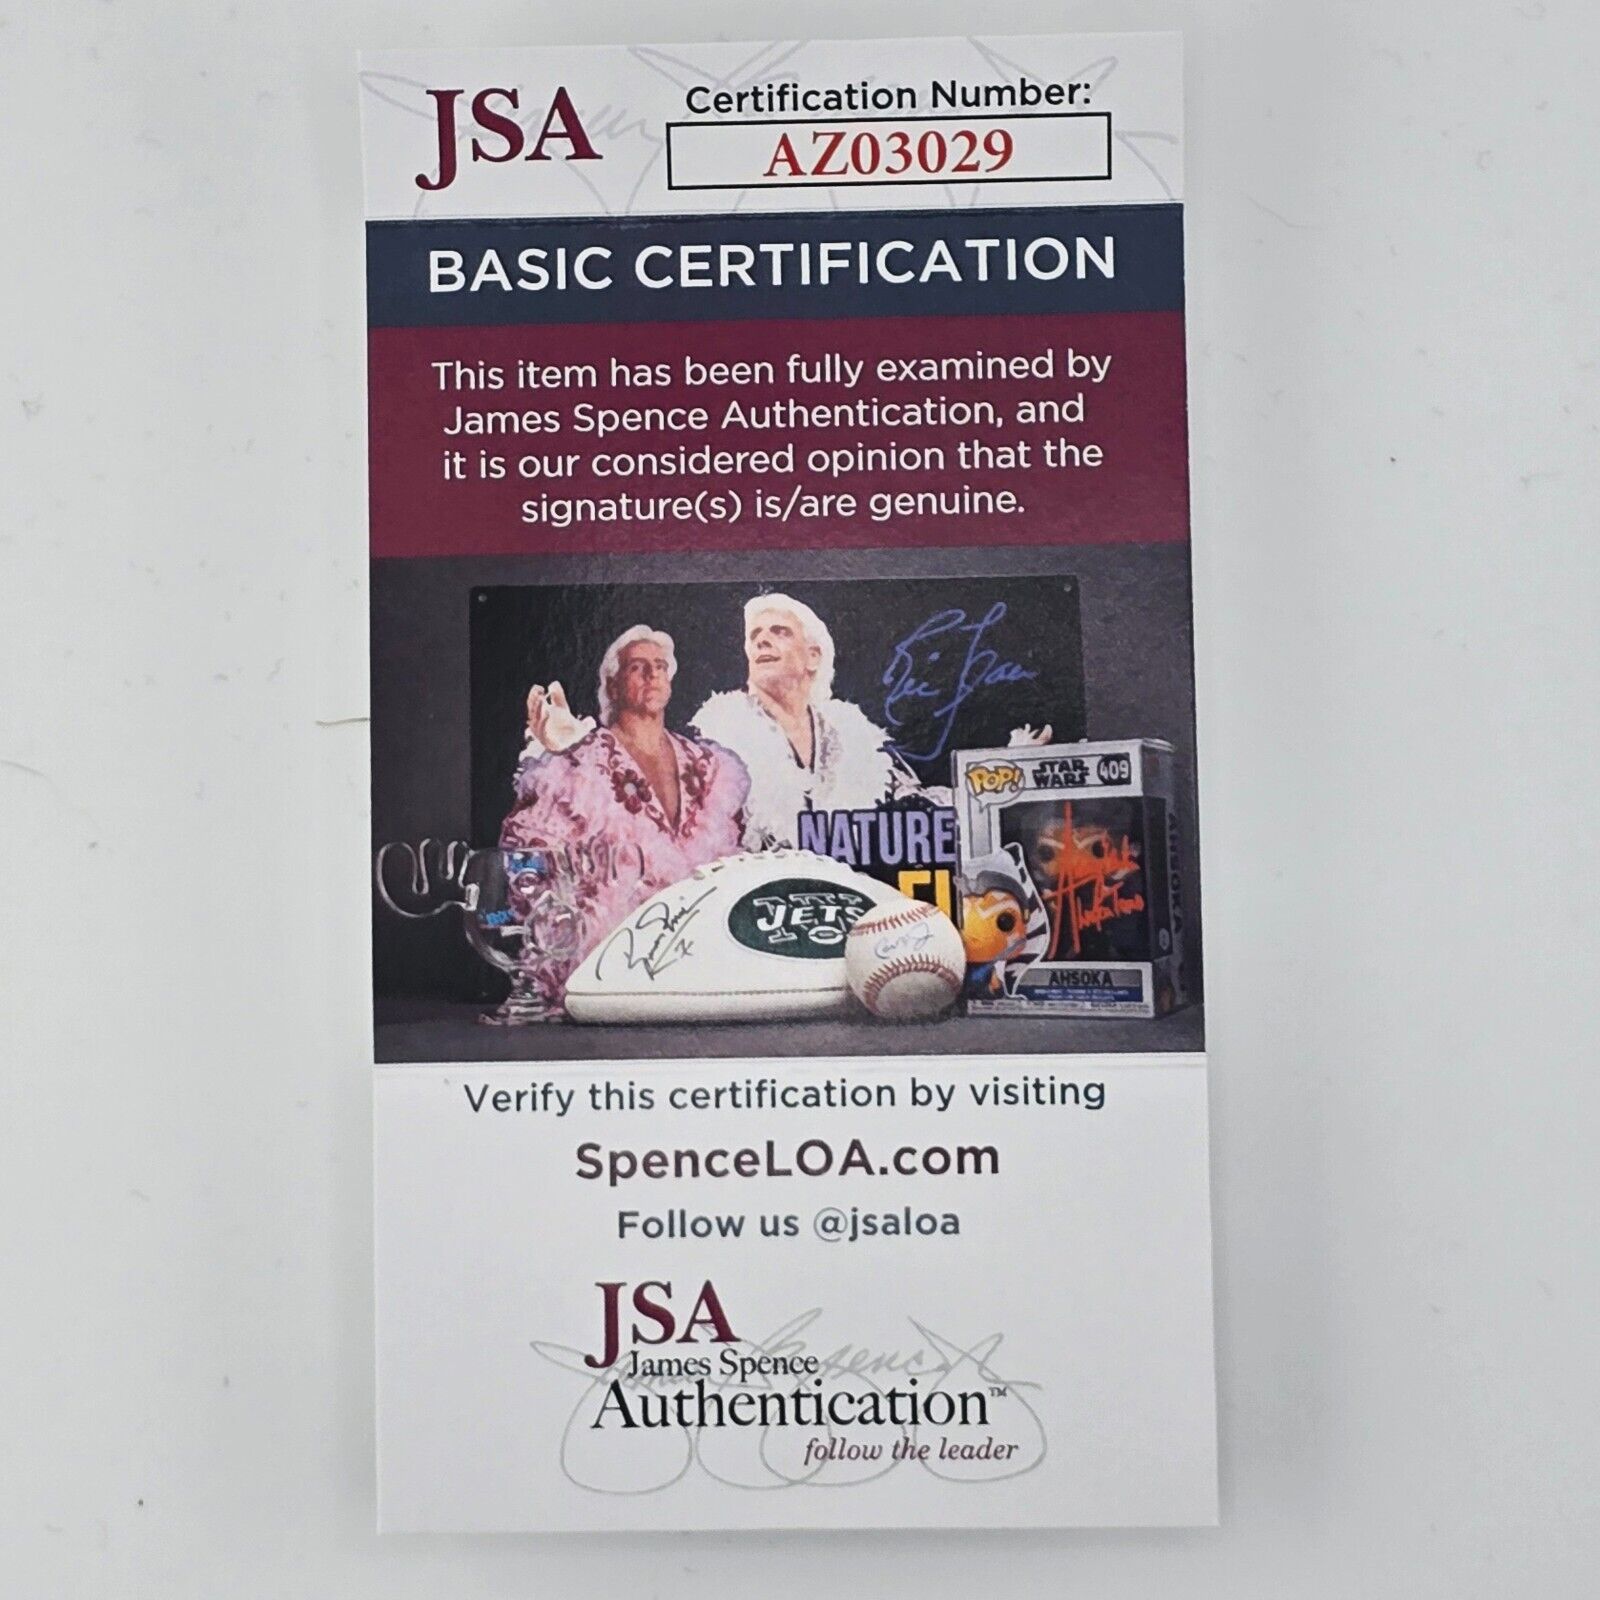 JSA
Certification Number:
AZ03029
BASIC CERTIFICATION
This item has been fully examined by
James Spence Authentication, and
it is our considered opinion that the
signature(s) is/are genuine.
NATURE
JETS
POP!
STAR
WARS
409
AHSOKA
AHSOKA
Verify this certification by visiting
SpenceLOA.com
Follow us @jsaloa
JSA
James Spence
Authentication™
follow the leader